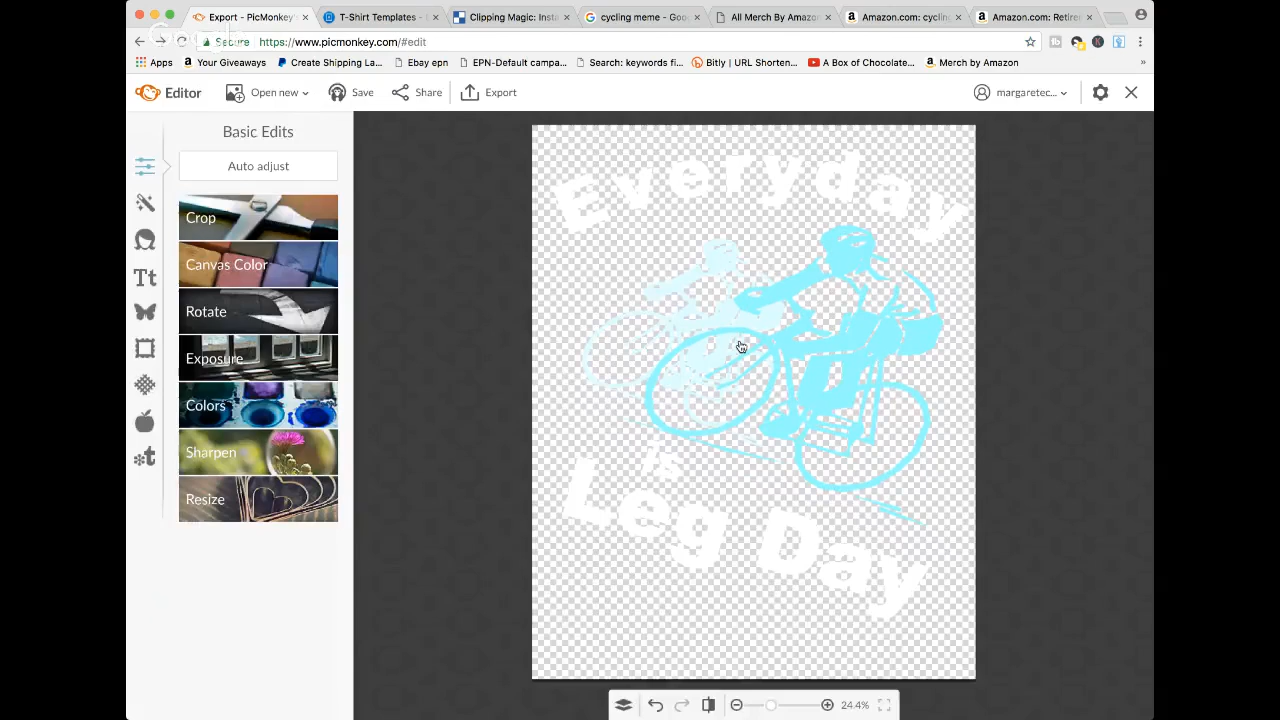 Export - PicMonkey's
T-Shirt Templates -
Clipping Magic: Insta
cycling meme - Goo
All Merch By Amazo
Amazon.com: cyclin
Amazon.com: Retire
Secure
https://www.picmonkey.com/#edit
Apps
Your Giveaways
Create Shipping La...
Ebay epn
EPN-Default campa...
Search: keywords fi...
Bitly | URL Shorten...
A Box of Chocolate...
Merch by Amazon
»
Editor
Open new
Save
Share
Export
margaretec...
Basic Edits
Auto adjust
Crop
Canvas Color
Rotate
Exposure
Colors
Sharpen
Resize
Tt
Everyday
is
Leg Day
24.4%